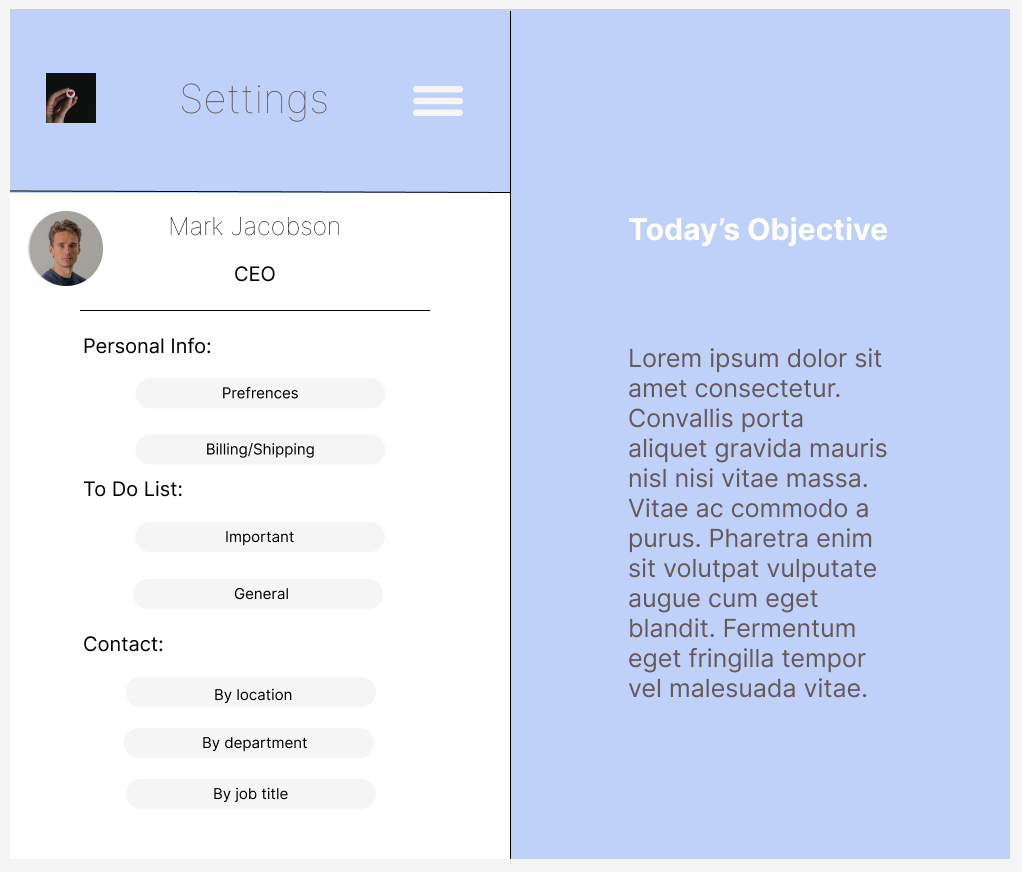 Settings
Mark Jacobson
CEO
Personal Info:
Prefrences
Billing/Shipping
To Do List:
Important
General
Contact:
By location
By department
By job title
Today’s Objective
Lorem ipsum dolor sit
amet consectetur.
Convallis porta
aliquet gravida mauris
nisl nisi vitae massa.
Vitae ac commodo a
purus. Pharetra enim
sit volutpat vulputate
augue cum eget
blandit. Fermentum
eget fringilla tempor
vel malesuada vitae.